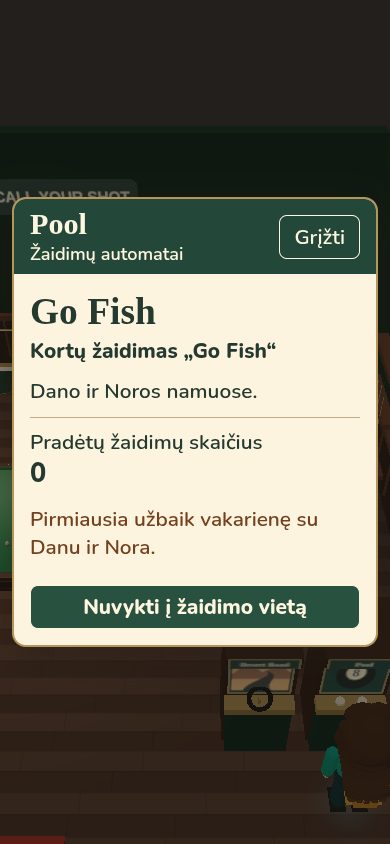 CALL YOUR SHOT
Pool
Žaidimų automatai
Grįžti
Go Fish
Kortų žaidimas „Go Fish“
Dano ir Noros namuose.
Pradėtų žaidimų skaičius
0
Pirmiausia užbaik vakarienę su
Danu ir Nora.
Nuvykti į žaidimo vietą
Pool
8